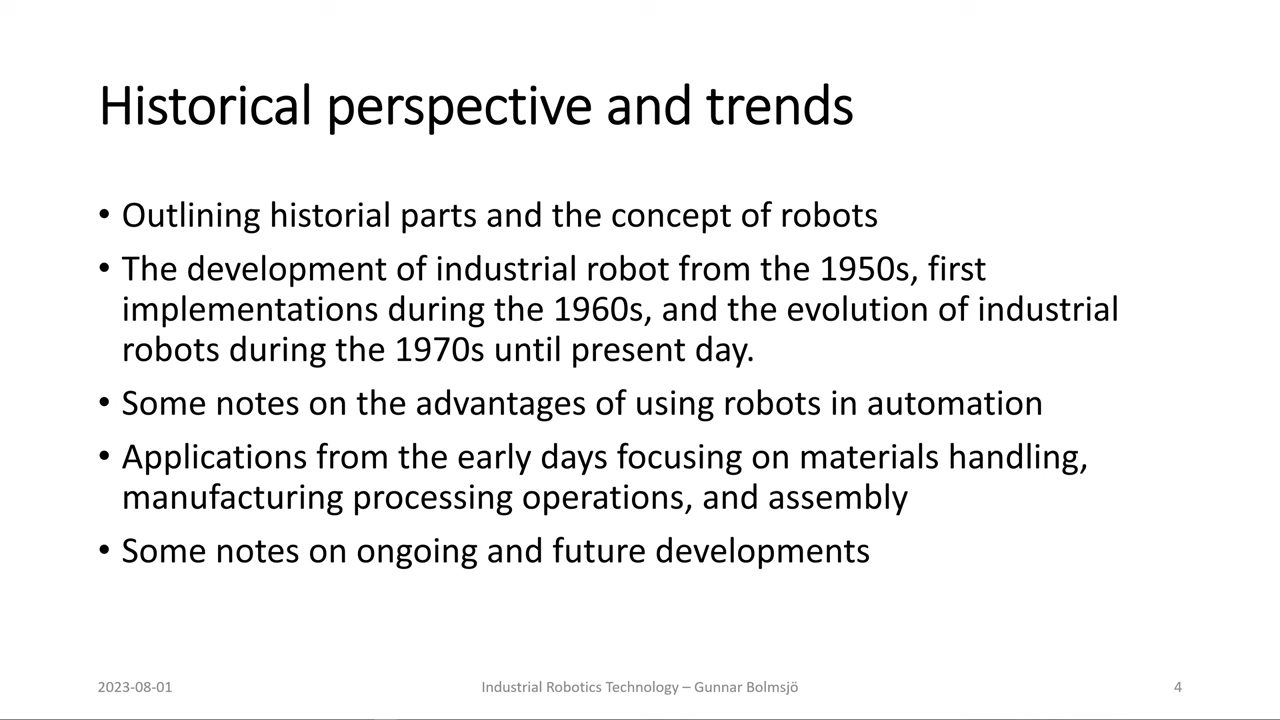 Historical perspective and trends
• Outlining historial parts and the concept of robots
• The development of industrial robot from the 1950s, first
implementations during the 1960s, and the evolution of industrial
robots during the 1970s until present day.
• Some notes on the advantages of using robots in automation
• Applications from the early days focusing on materials handling,
manufacturing processing operations, and assembly
• Some notes on ongoing and future developments
2023-08-01
Industrial Robotics Technology – Gunnar Bolmsjö
4